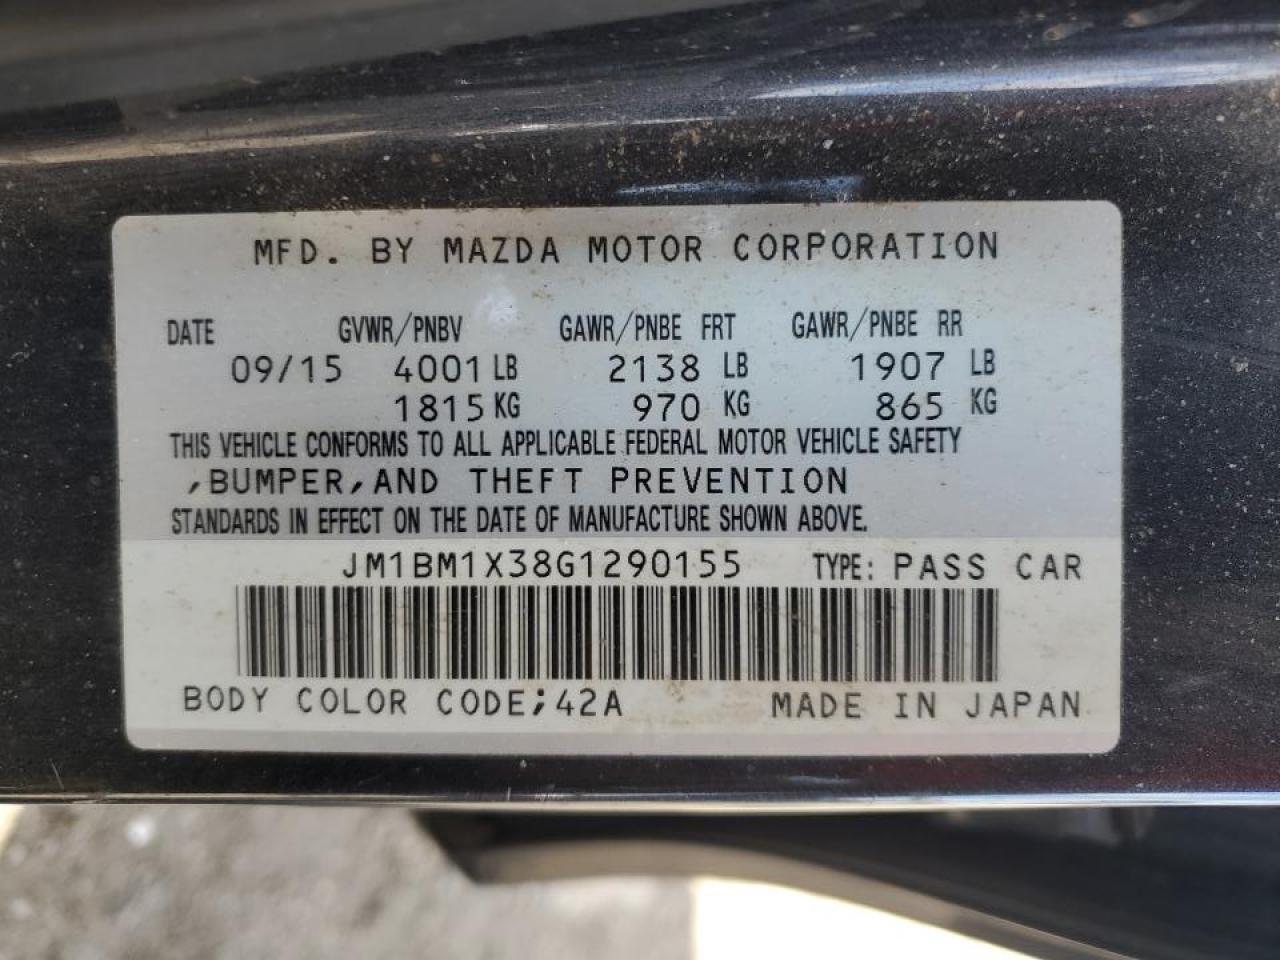 MFD. BY MAZDA MOTOR CORPORATION
DATE GVWR/PNBV GAWR/PNBE FRT GAWR/PNBE RR
09/15 4001 LB 2138 LB 1907 LB
1815 KG 970 KG 865 KG
THIS VEHICLE CONFORMS TO ALL APPLICABLE FEDERAL MOTOR VEHICLE SAFETY
,BUMPER,AND THEFT PREVENTION
STANDARDS IN EFFECT ON THE DATE OF MANUFACTURE SHOWN ABOVE.
JM1BM1X38G1290155 TYPE: PASS CAR
BODY COLOR CODE;42A MADE IN JAPAN